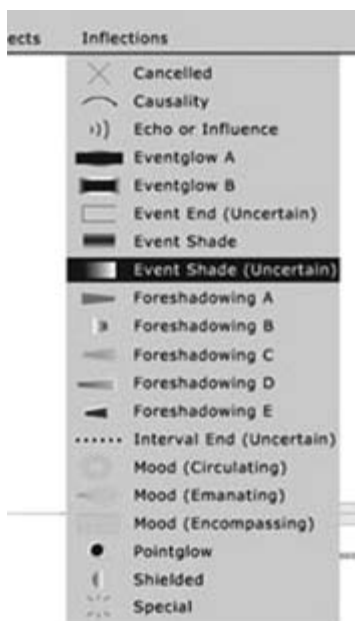 ects Inflections
Cancelled
Causality
Echo or Influence
Eventglow A
Eventglow B
Event End (Uncertain)
Event Shade
Event Shade (Uncertain)
Foreshadowing A
Foreshadowing B
Foreshadowing C
Foreshadowing D
Foreshadowing E
Interval End (Uncertain)
Mood (Circulating)
Mood (Emanating)
Mood (Encompassing)
Pointglow
Shielded
Special